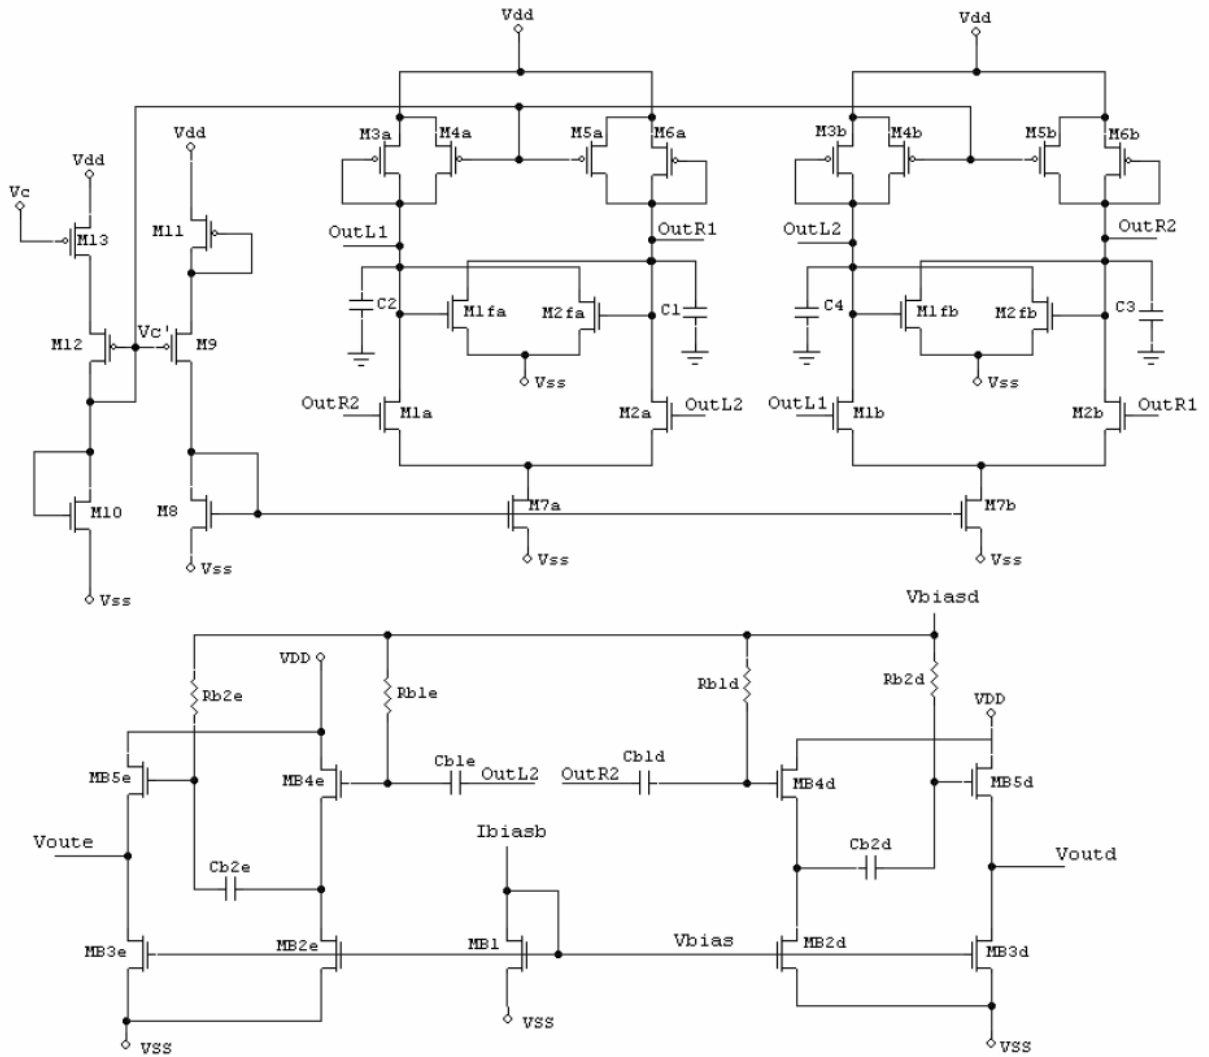 Vdd
Vdd
Vdd
Vdd
Vc
M3a
M4a
M5a
M6a
M3b
M4b
M5b
M6b
M13
M11
OutL1
OutR1
OutL2
OutR2
C2
M1fa
M2fa
C1
C4
M1fb
M2fb
C3
M12
Vc'
M9
Vss
Vss
OutR2
M1a
M2a
OutL2
OutL1
M1b
M2b
OutR1
M10
M8
M7a
M7b
Vss
Vss
Vss
Vss
Vbiasd
VDD
Rb2e
Rb1e
Rb1d
Rb2d
VDD
MB5e
MB4e
Cb1e
OutL2
OutR2
Cb1d
MB4d
MB5d
Voute
Cb2e
Ibiasb
Cb2d
Voutd
MB3e
MB2e
MB1
Vbias
MB2d
MB3d
VSS
VSS
VSS